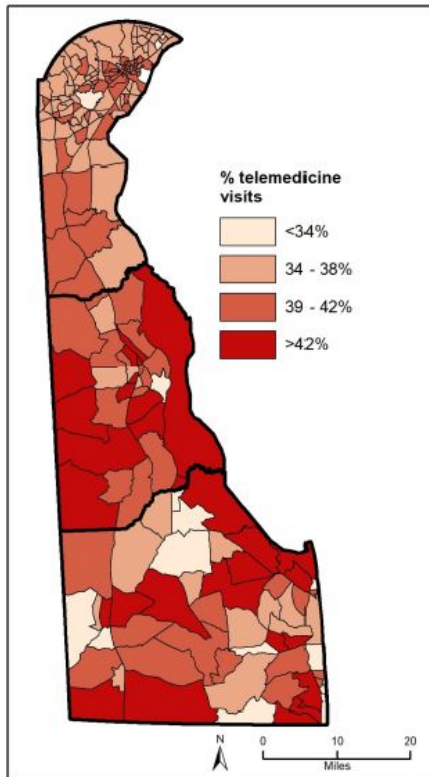 % telemedicine
visits
<34%
34 - 38%
39 - 42%
>42%
N
0 10 20
Miles